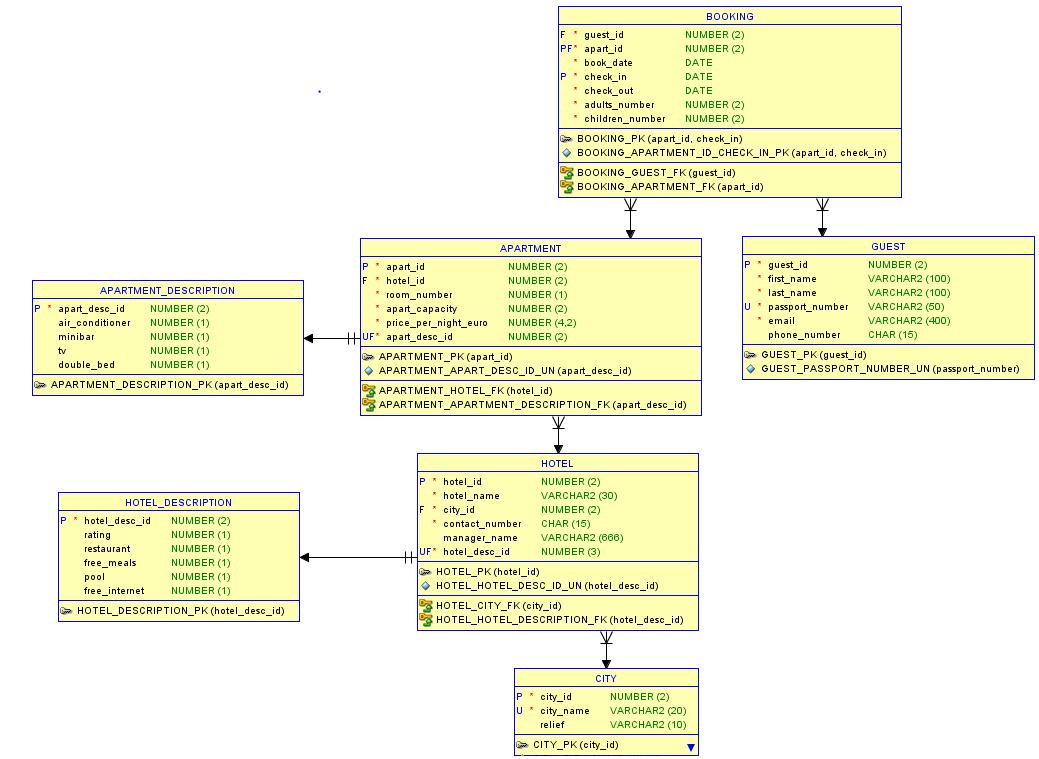 BOOKING
F * guest_id NUMBER (2)
PF* apart_id NUMBER (2)
* book_date DATE
P * check_in DATE
* check_out DATE
* adults_number NUMBER (2)
* children_number NUMBER (2)
BOOKING_PK (apart_id, check_in)
BOOKING_APARTMENT_ID_CHECK_IN_PK (apart_id, check_in)
BOOKING_GUEST_FK (guest_id)
BOOKING_APARTMENT_FK (apart_id)
APARTMENT
P * apart_id NUMBER (2)
F * hotel_id NUMBER (2)
* room_number NUMBER (1)
* apart_capacity NUMBER (2)
* price_per_night_euro NUMBER (4,2)
UF* apart_desc_id NUMBER (2)
APARTMENT_PK (apart_id)
APARTMENT_APART_DESC_ID_UN (apart_desc_id)
APARTMENT_HOTEL_FK (hotel_id)
APARTMENT_APARTMENT_DESCRIPTION_FK (apart_desc_id)
GUEST
P * guest_id NUMBER (2)
* first_name VARCHAR2 (100)
* last_name VARCHAR2 (100)
U * passport_number VARCHAR2 (50)
* email VARCHAR2 (400)
phone_number CHAR (15)
GUEST_PK (guest_id)
GUEST_PASSPORT_NUMBER_UN (passport_number)
APARTMENT_DESCRIPTION
P * apart_desc_id NUMBER (2)
air_conditioner NUMBER (1)
minibar NUMBER (1)
tv NUMBER (1)
double_bed NUMBER (1)
APARTMENT_DESCRIPTION_PK (apart_desc_id)
HOTEL
P * hotel_id NUMBER (2)
* hotel_name VARCHAR2 (30)
F * city_id NUMBER (2)
* contact_number CHAR (15)
manager_name VARCHAR2 (666)
UF* hotel_desc_id NUMBER (3)
HOTEL_PK (hotel_id)
HOTEL_HOTEL_DESC_ID_UN (hotel_desc_id)
HOTEL_CITY_FK (city_id)
HOTEL_HOTEL_DESCRIPTION_FK (hotel_desc_id)
HOTEL_DESCRIPTION
P * hotel_desc_id NUMBER (2)
rating NUMBER (1)
restaurant NUMBER (1)
free_meals NUMBER (1)
pool NUMBER (1)
free_internet NUMBER (1)
HOTEL_DESCRIPTION_PK (hotel_desc_id)
CITY
P * city_id NUMBER (2)
U * city_name VARCHAR2 (20)
relief VARCHAR2 (10)
CITY_PK (city_id)